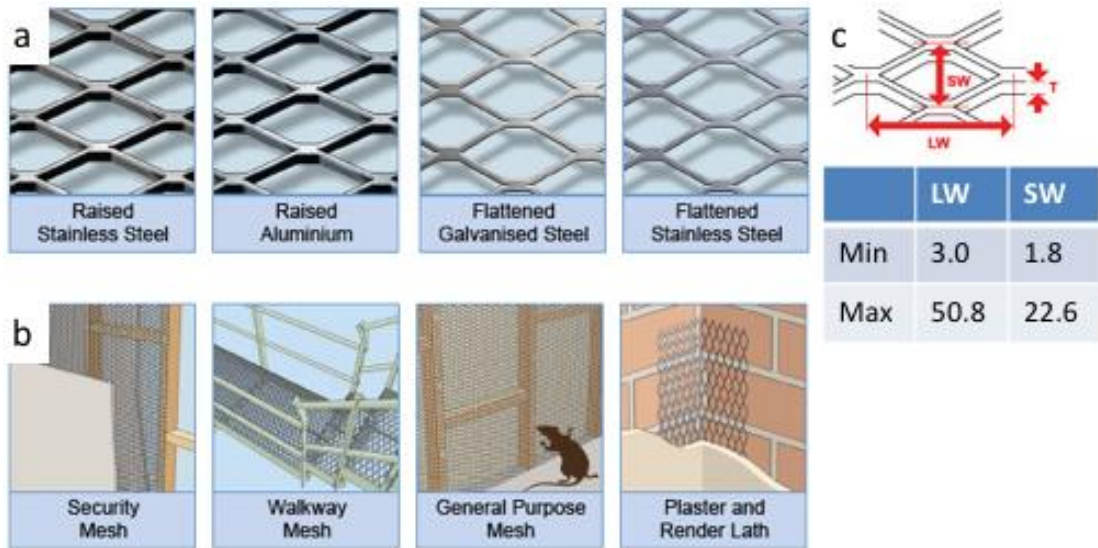 a
Raised
Stainless Steel
Raised
Aluminium
Flattened
Galvanised Steel
Flattened
Stainless Steel
b
Security
Mesh
Walkway
Mesh
General Purpose
Mesh
Plaster and
Render Lath
c
SW
T
LW
LW SW
Min 3.0 1.8
Max 50.8 22.6